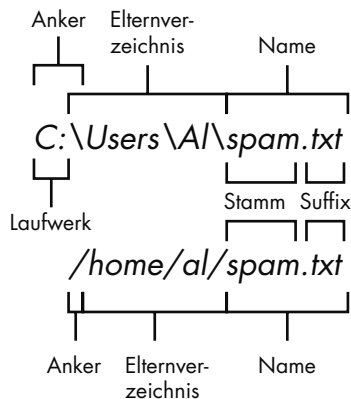 Anker Elternver-
zeichnis Name
C:\Users\Al\spam.txt
Laufwerk Stamm Suffix
/home/al/spam.txt
Anker Elternver-
zeichnis Name